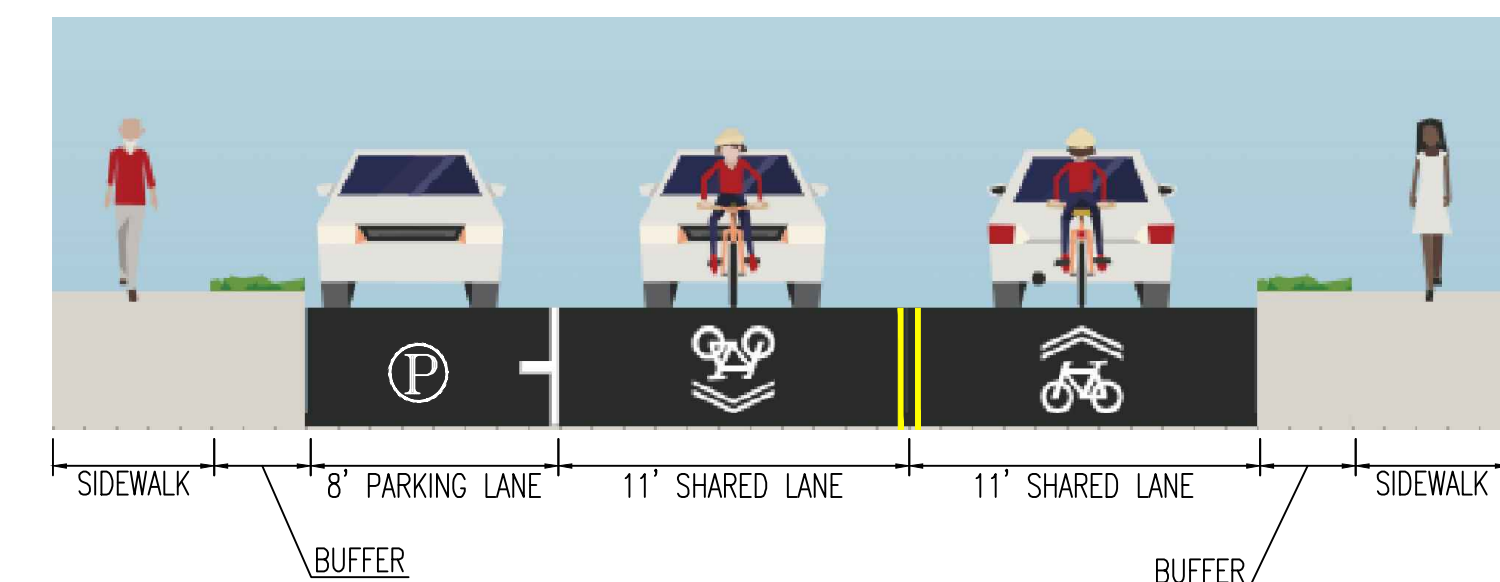 P
SIDEWALK
8' PARKING LANE
11' SHARED LANE
11' SHARED LANE
SIDEWALK
BUFFER
BUFFER